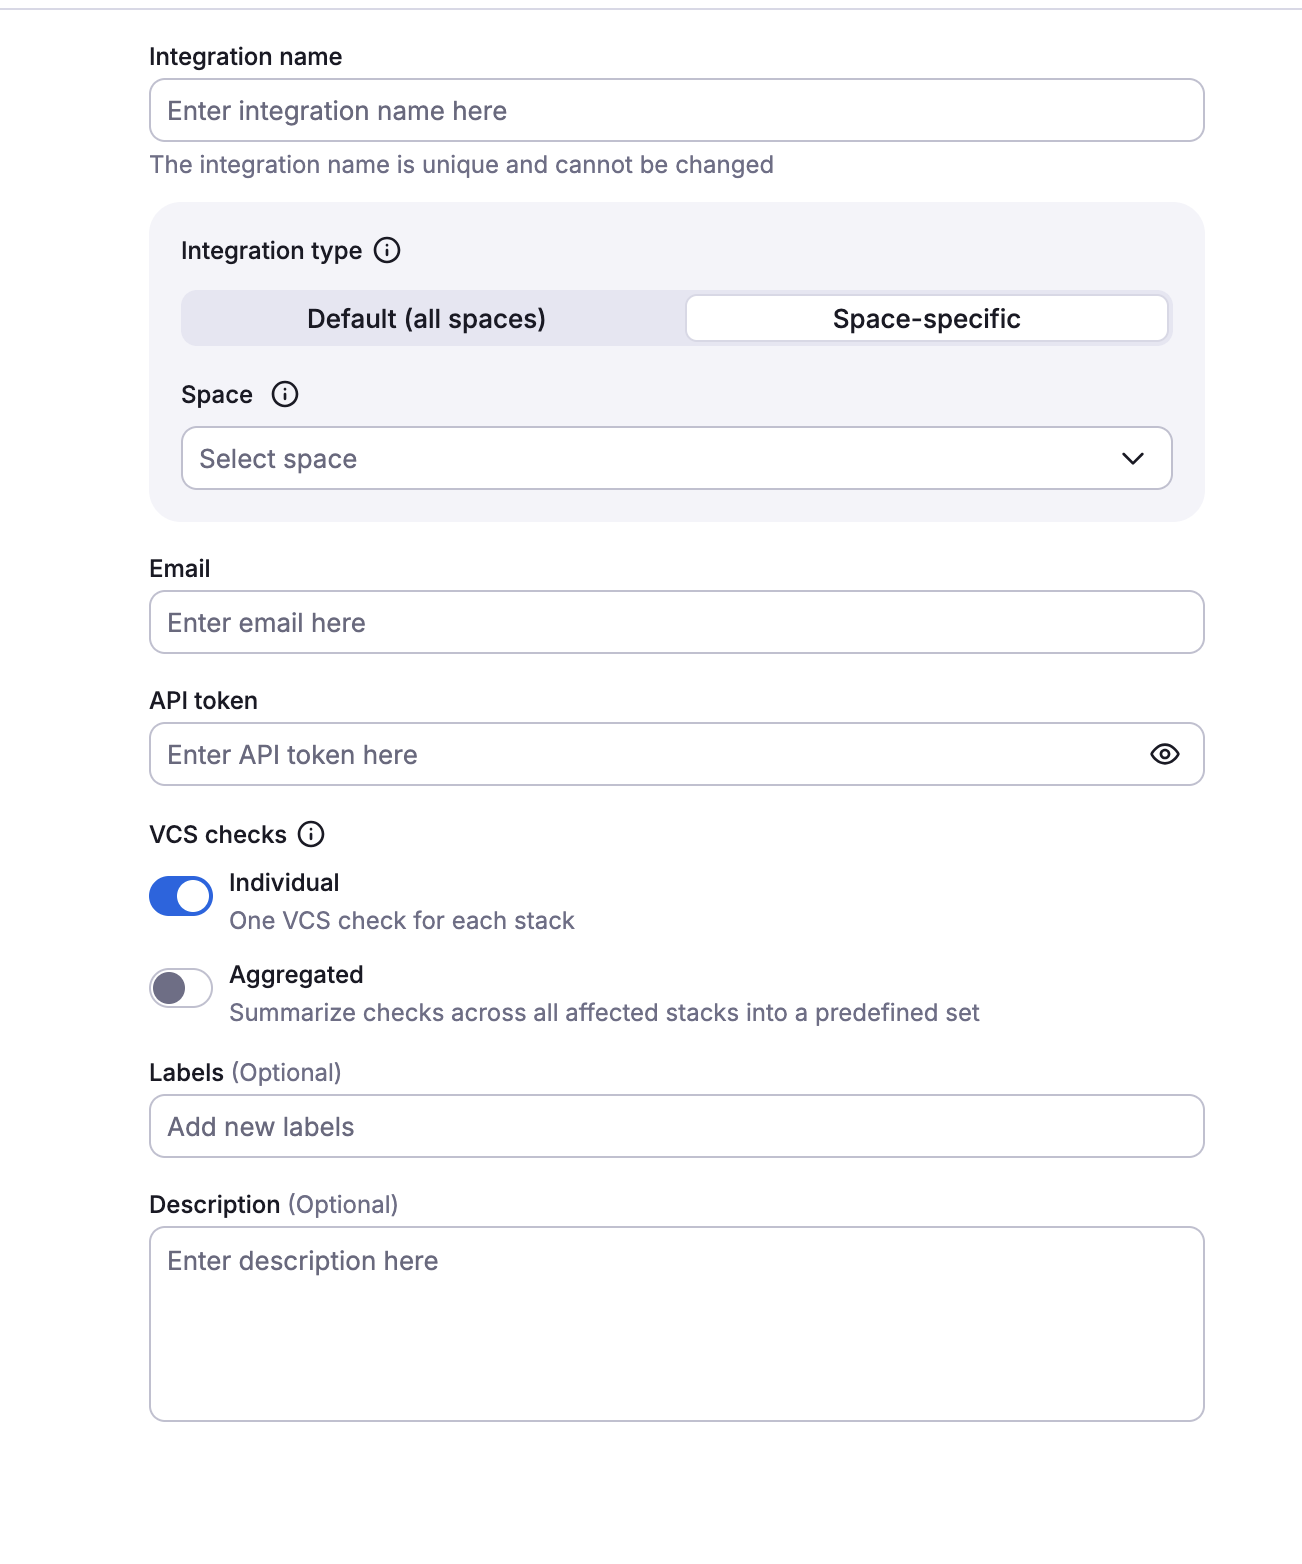 Integration name
Enter integration name here
The integration name is unique and cannot be changed
Integration type
Default (all spaces) Space-specific
Space
Select space
Email
Enter email here
API token
Enter API token here
VCS checks
Individual
One VCS check for each stack
Aggregated
Summarize checks across all affected stacks into a predefined set
Labels (Optional)
Add new labels
Description (Optional)
Enter description here